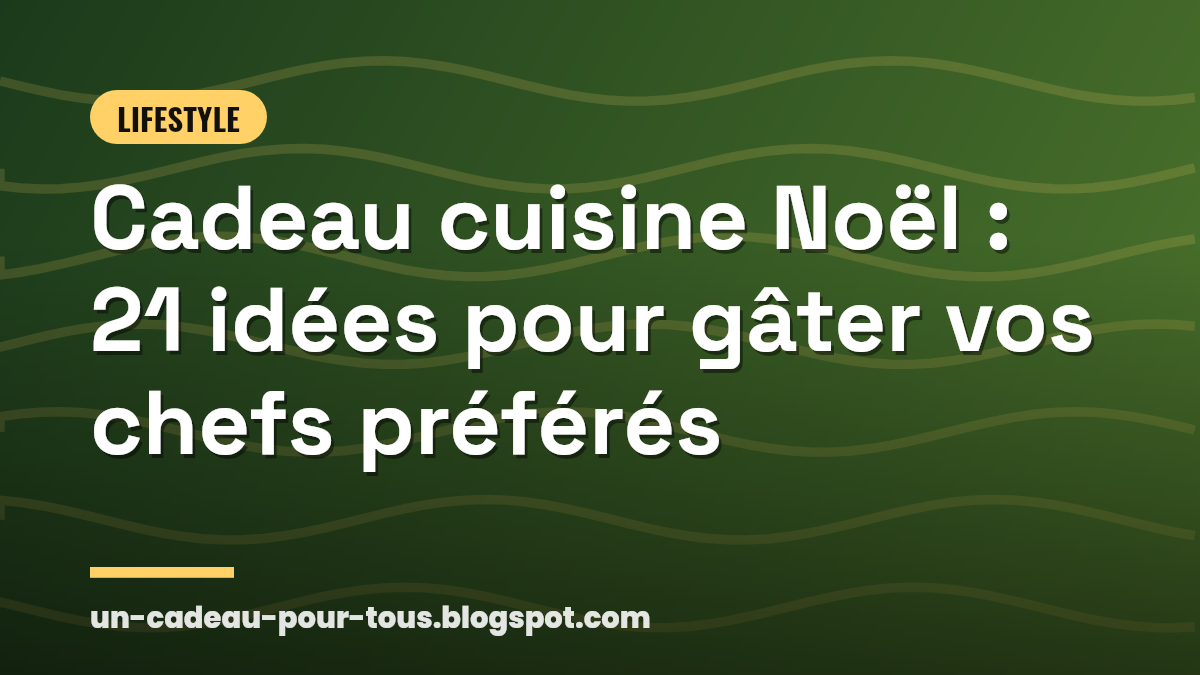 LIFESTYLE
Cadeau cuisine Noël :
21 idées pour gâter vos
chefs préférés
un-cadeau-pour-tous.blogspot.com